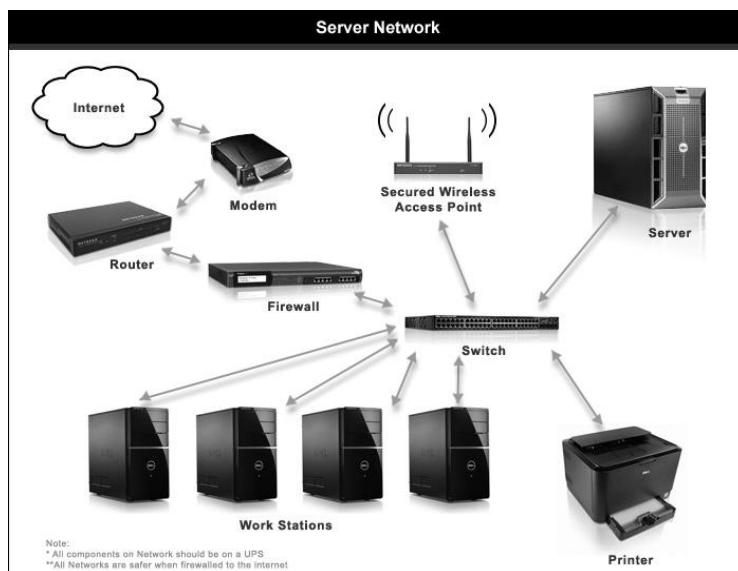 Server Network
Internet
Modem
Secured Wireless
Access Point
Server
Router
Firewall
Switch
Work Stations
Printer
Note:
* All components on Network should be on a UPS
**All Networks are safer when firewalled to the internet